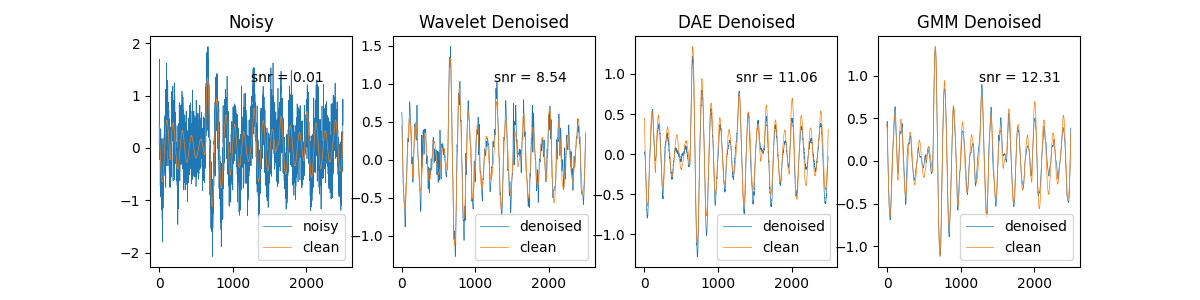 Noisy
snr = 0.01
2
1
0
−1
−2
0
1000
2000
noisy
clean
Wavelet Denoised
snr = 8.54
1.5
1.0
0.5
0.0
−0.5
−1.0
0
1000
2000
denoised
clean
DAE Denoised
snr = 11.06
1.0
0.5
0.0
−0.5
−1.0
0
1000
2000
denoised
clean
GMM Denoised
snr = 12.31
1.0
0.5
0.0
−0.5
−1.0
0
1000
2000
denoised
clean